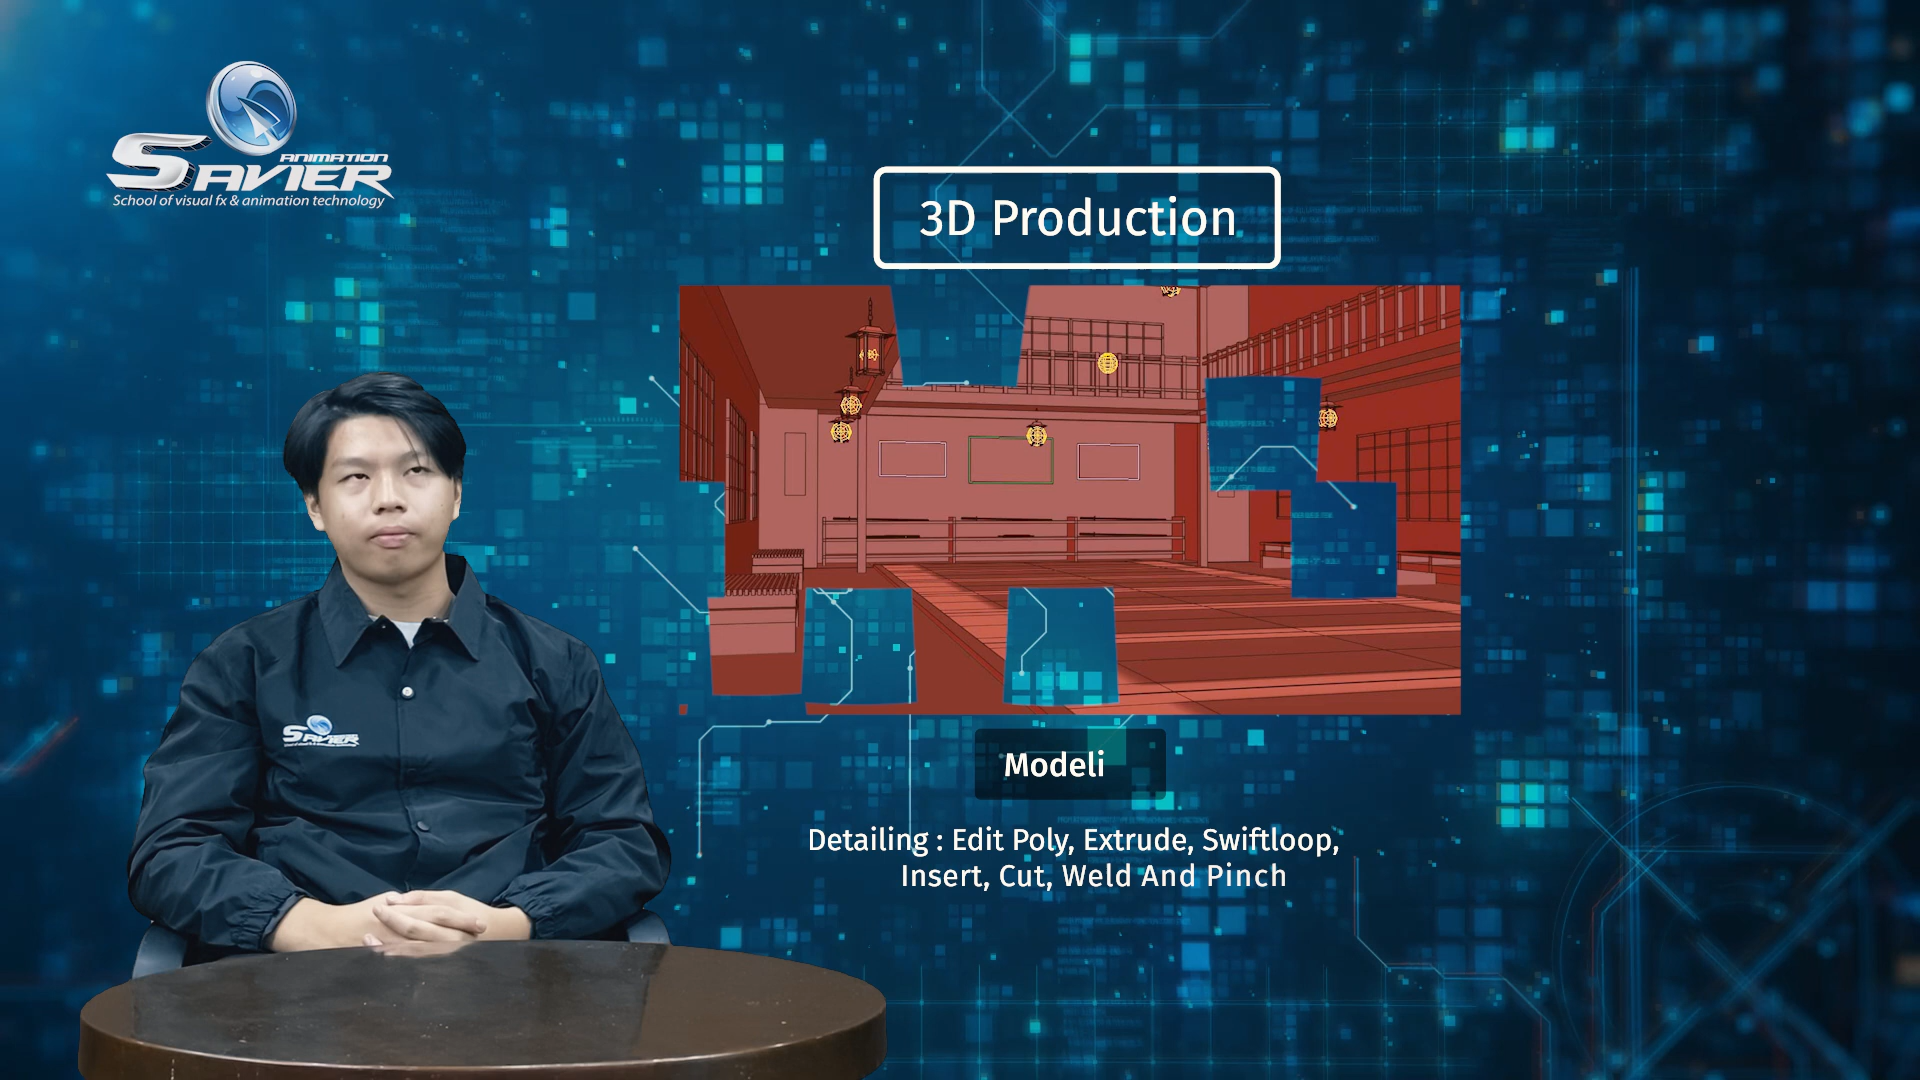 SAVIER
ANIMATION
School of visual fx & animation technology
3D Production
SAVIER
Modeli
Detailing : Edit Poly, Extrude, Swiftloop,
Insert, Cut, Weld And Pinch